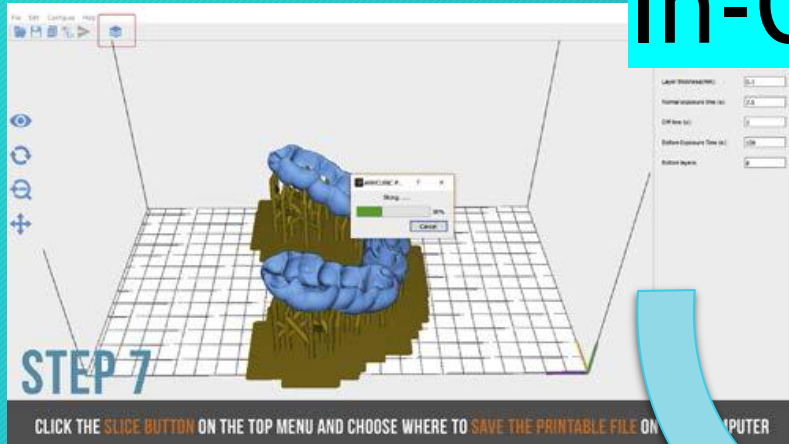 In-
File Edit Configure Help
Layer thickness(mm):
Normal Exposure time (s):
Off time (s):
Bottom Exposure Time (s):
Bottom layers:
Slicing......
Cancel
STEP 7
CLICK THE SLICE BUTTON ON THE TOP MENU AND CHOOSE WHERE TO SAVE THE PRINTABLE FILE ON